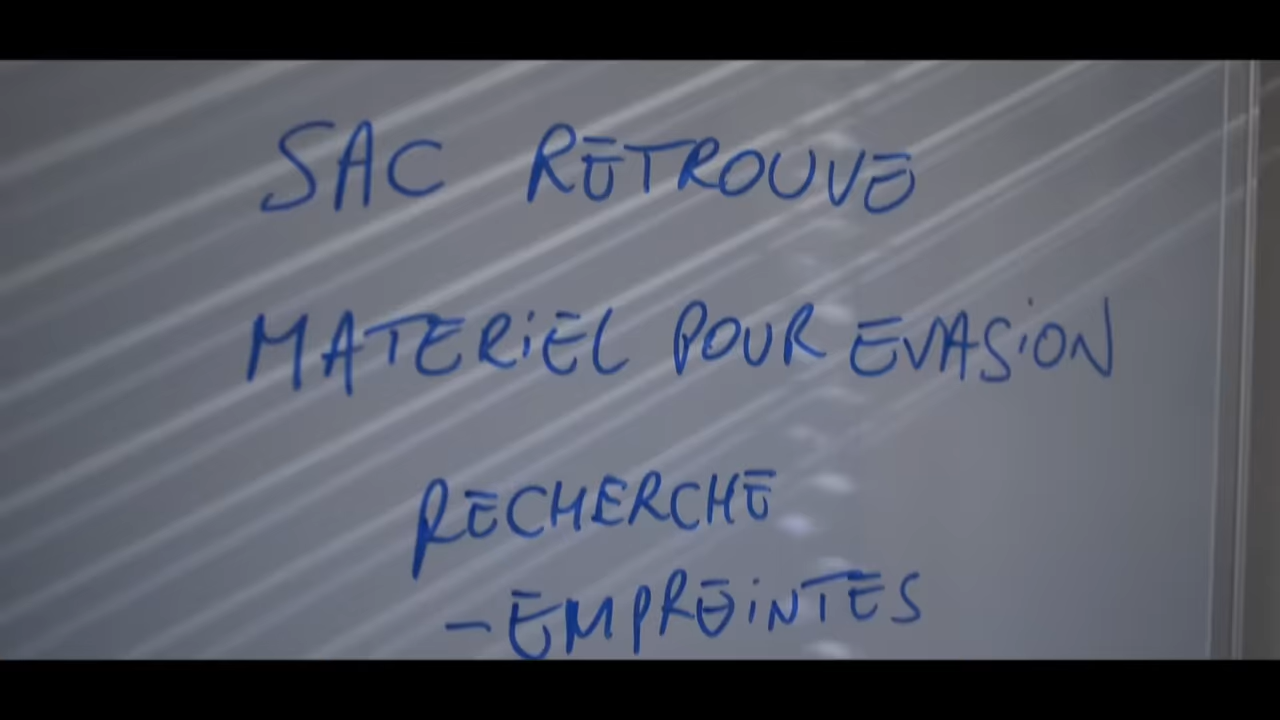 SAC RETROUVE
MATERiEL POUR EVASiON
RECHERCHE
- EMPREiNTES